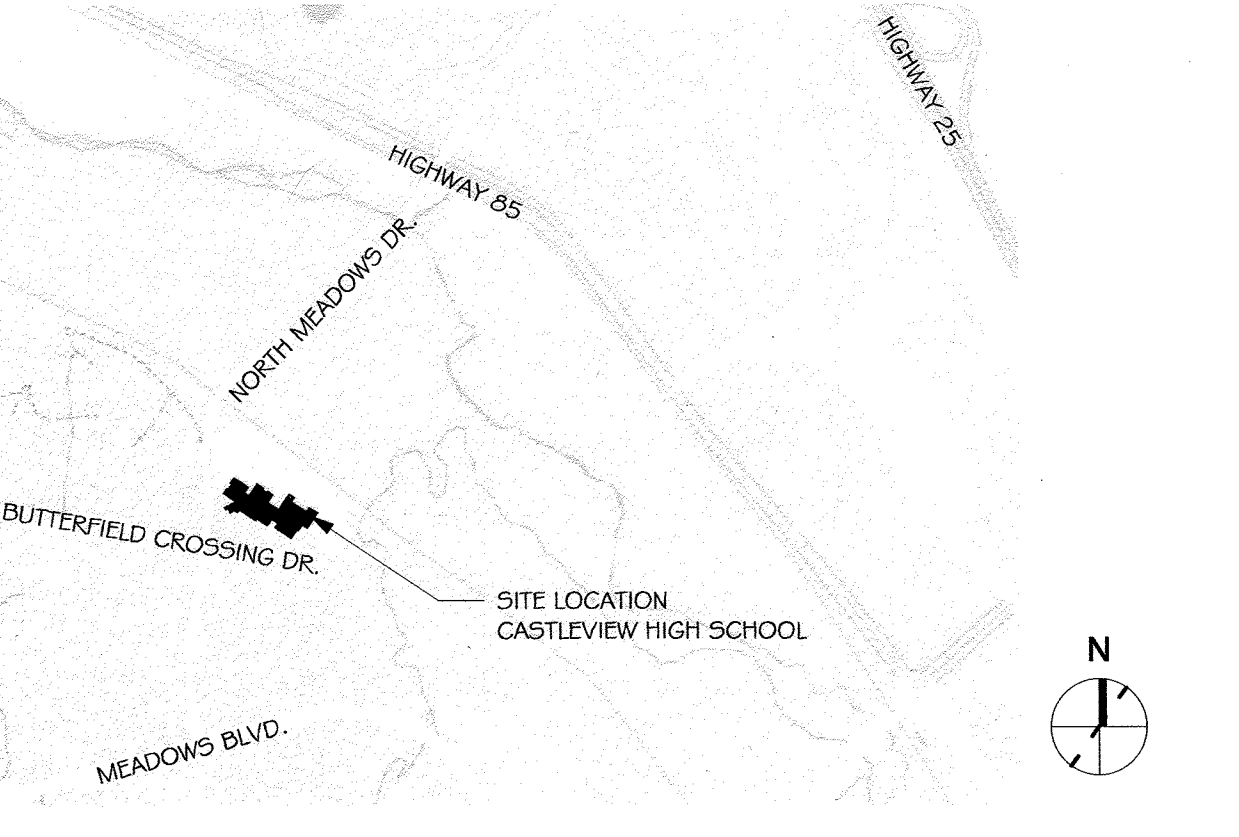 HIGHWAY 25
HIGHWAY 85
NORTH MEADOWS DR.
BUTTERFIELD CROSSING DR.
SITE LOCATION
CASTLEVIEW HIGH SCHOOL
N
MEADOWS BLVD.